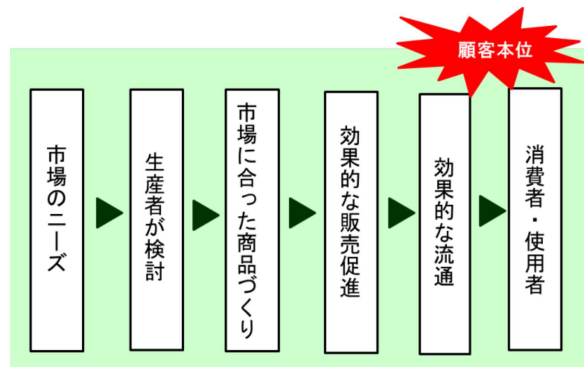 顧客本位
市場のニーズ
生産者が検討
市場に合った商品づくり
効果的な販売促進
効果的な流通
消費者・使用者